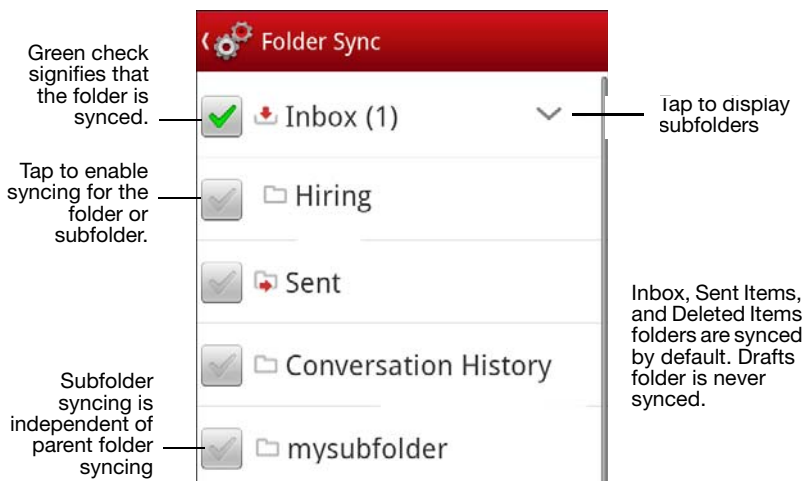 Folder Sync
Green check
signifies that
the folder is
synced.
Inbox (1)
Tap to display
subfolders
Tap to enable
syncing for the
folder or
subfolder.
Hiring
Sent
Inbox, Sent Items,
and Deleted Items
folders are synced
by default. Drafts
folder is never
synced.
Conversation History
Subfolder
syncing is
independent of
parent folder
syncing
mysubfolder